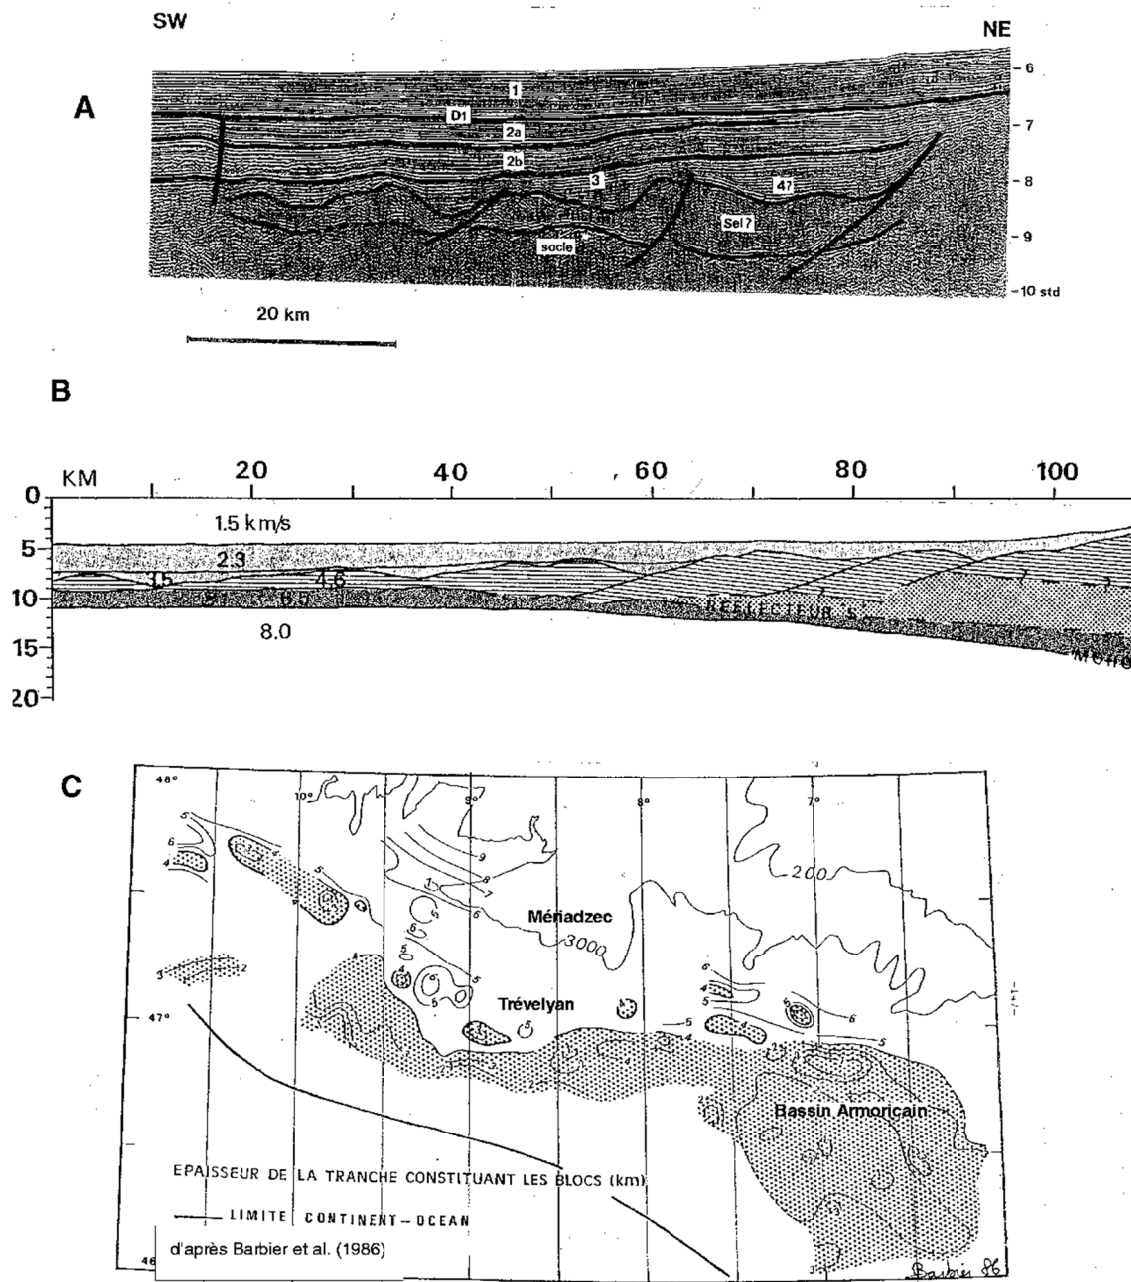 SW
NE
A
6
7
8
9
10 std
1
D1
2a
2b
3
4?
Sel?
socle
20 km
B
KM 20 40 60 80 100
0
5
10
15
20
1.5 km/s
2.3
4.6
8.0
REFLECTEUR 'S'
MOHO
C
48°
10°
9°
8°
7°
200
3000
Mériadzec
47°
Trévelyan
Bassin Armoricain
EPAISSEUR DE LA TRANCHE CONSTITUANT LES BLOCS (km)
LIMITE CONTINENT-OCEAN
d'après Barbier et al. (1986)
46
Barbier 86